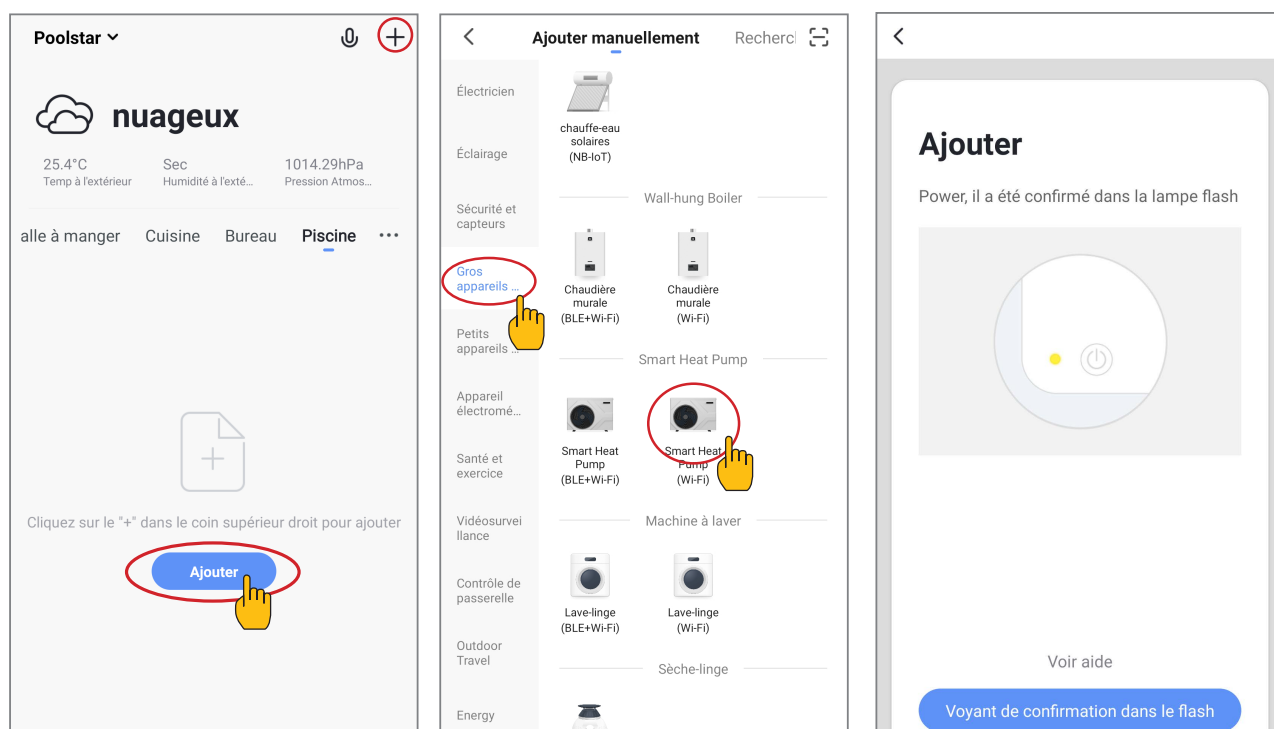 Poolstar
nuageux
25.4°C Sec 1014.29hPa
Temp à l'extérieur Humidité à l'exté... Pression Atmos...
alle à manger Cuisine Bureau Piscine ...
Cliquez sur le "+" dans le coin supérieur droit pour ajouter
Ajouter
Ajouter manuellement Recherc
Électricien
Éclairage
Sécurité et
capteurs
Gros
appareils ...
Petits
appareils ...
Appareil
électromé...
Santé et
exercice
Vidéosurvei
llance
Contrôle de
passerelle
Outdoor
Travel
Energy
chauffe-eau
solaires
(NB-IoT)
Wall-hung Boiler
Chaudière
murale
(BLE+Wi-Fi)
Chaudière
murale
(Wi-Fi)
Smart Heat Pump
Smart Heat
Pump
(BLE+Wi-Fi)
Smart Heat
Pump
(Wi-Fi)
Machine à laver
Lave-linge
(BLE+Wi-Fi)
Lave-linge
(Wi-Fi)
Sèche-linge
Ajouter
Power, il a été confirmé dans la lampe flash
Voir aide
Voyant de confirmation dans le flash